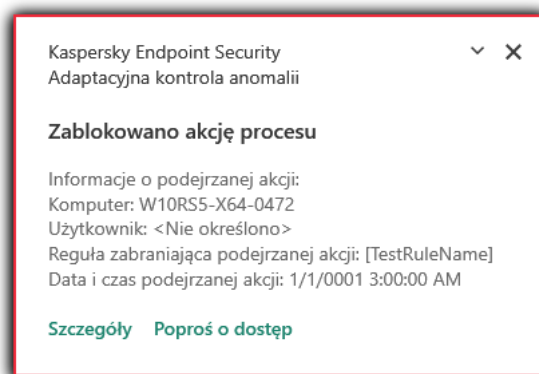 Kaspersky Endpoint Security
Adaptacyjna kontrola anomalii
Zablokowano akcję procesu
Informacje o podejrzanej akcji:
Komputer: W10RS5-X64-0472
Użytkownik: <Nie określono>
Reguła zabraniająca podejrzanej akcji: [TestRuleName]
Data i czas podejrzanej akcji: 1/1/0001 3:00:00 AM
Szczegóły Poproś o dostęp